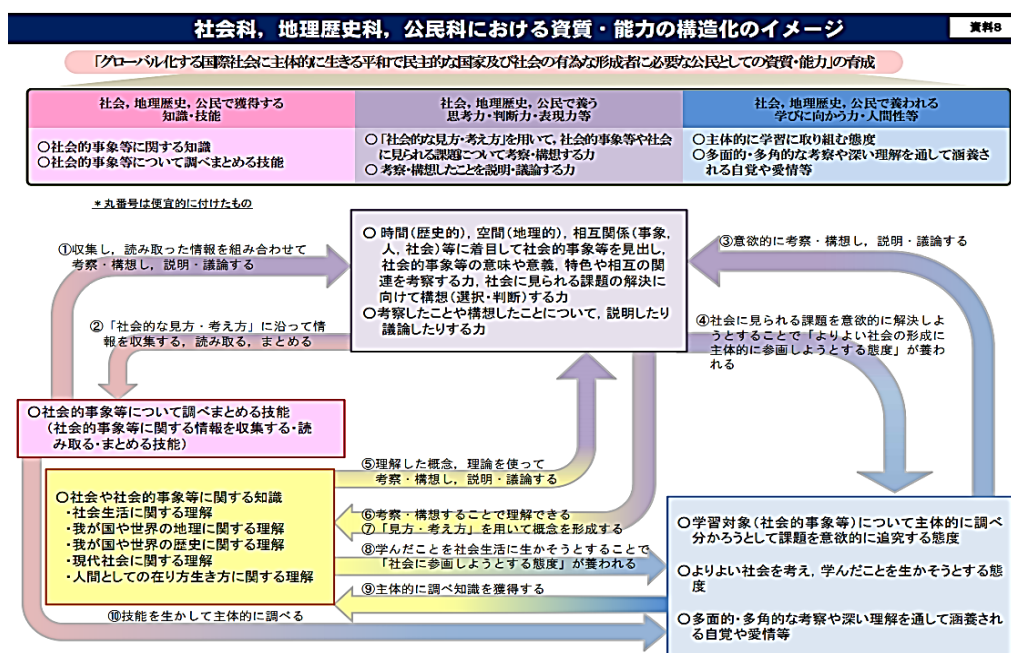 社会科，地理歴史科，公民科における資質・能力の構造化のイメージ
資料8
「グローバル化する国際社会に主体的に生きる平和で民主的な国家及び社会の有為な形成者に必要な公民としての資質・能力」の育成
社会，地理歴史，公民で獲得する
知識・技能
○社会的事象等に関する知識
○社会的事象等について調べまとめる技能
社会，地理歴史，公民で養う
思考力・判断力・表現力等
○「社会的な見方・考え方」を用いて，社会的事象等や社会
に見られる課題について考察・構想する力
○ 考察・構想したことを説明・議論する力
社会，地理歴史，公民で養われる
学びに向かう力・人間性等
○主体的に学習に取り組む態度
○多面的・多角的な考察や深い理解を通して涵養さ
れる自覚や愛情等
＊丸番号は便宜的に付けたもの
①収集し，読み取った情報を組み合わせて
考察・構想し，説明・議論する
○ 時間（歴史的），空間（地理的），相互関係（事象，
人，社会）等に着目して社会的事象等を見出し，
社会的事象等の意味や意義，特色や相互の関
連を考察する力，社会に見られる課題の解決に
向けて構想（選択・判断）する力
○考察したことや構想したことについて，説明したり
議論したりする力
③意欲的に考察・構想し，説明・議論する
②「社会的な見方・考え方」に沿って情
報を収集する，読み取る，まとめる
④社会に見られる課題を意欲的に解決しよ
うとすることで「よりよい社会の形成に
主体的に参画しようとする態度」が養わ
れる
○社会的事象等について調べまとめる技能
（社会的事象等に関する情報を収集する・読
み取る・まとめる技能）
⑤理解した概念，理論を使って
考察・構想し，説明・議論する
○社会や社会的事象等に関する知識
・社会生活に関する理解
・我が国や世界の地理に関する理解
・我が国や世界の歴史に関する理解
・現代社会に関する理解
・人間としての在り方生き方に関する理解
⑥考察・構想することで理解できる
⑦「見方・考え方」を用いて概念を形成する
⑧学んだことを社会生活に生かそうとすることで
「社会に参画しようとする態度」が養われる
⑨主体的に調べ知識を獲得する
⑩技能を生かして主体的に調べる
○学習対象（社会的事象等）について主体的に調べ
分かろうとして課題を意欲的に追究する態度
○よりよい社会を考え，学んだことを生かそうとする態
度
○多面的・多角的な考察や深い理解を通して涵養され
る自覚や愛情等